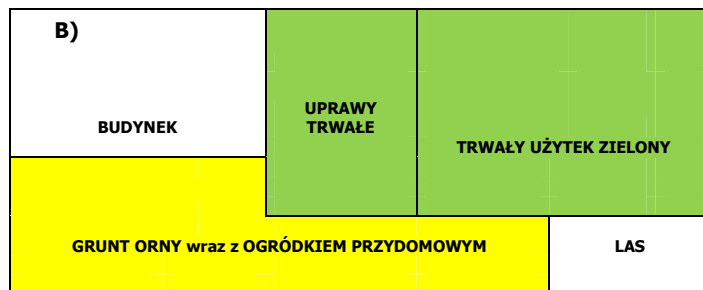 B)
BUDYNEK
UPRAWY
TRWAŁE
TRWAŁY UŻYTEK ZIELONY
GRUNT ORNY wraz z OGRÓDKIEM PRZYDOMOWYM
LAS